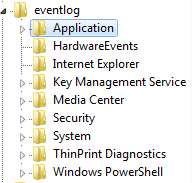 eventlog
Application
HardwareEvents
Internet Explorer
Key Management Service
Media Center
Security
System
ThinPrint Diagnostics
Windows PowerShell